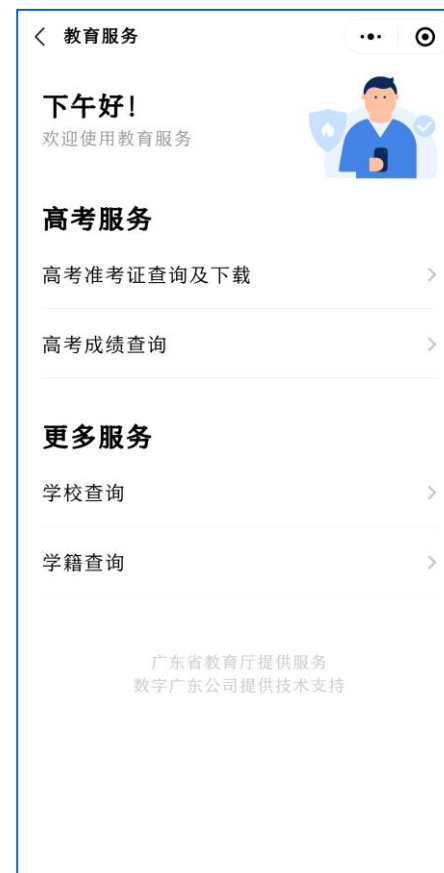 教育服务
下午好！
欢迎使用教育服务
高考服务
高考准考证查询及下载
高考成绩查询
更多服务
学校查询
学籍查询
广东省教育厅提供服务
数字广东公司提供技术支持